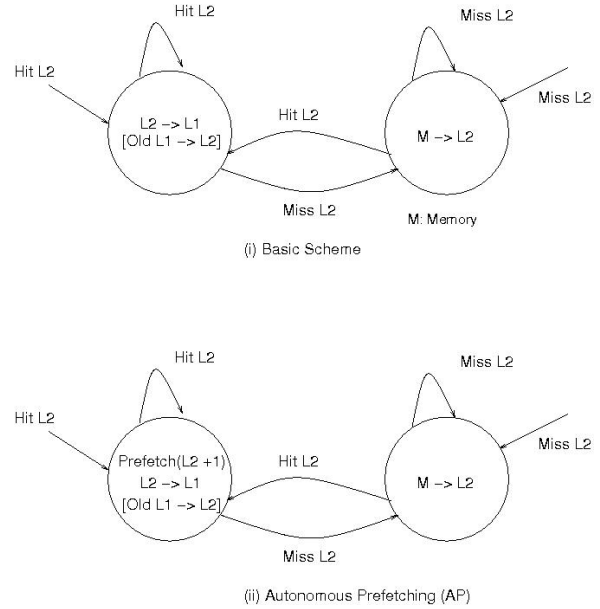 Hit L2
Miss L2
Hit L2
Miss L2
Hit L2
L2 -> L1
[Old L1 -> L2]
M -> L2
Miss L2
M: Memory
(i) Basic Scheme
Hit L2
Miss L2
Hit L2
Miss L2
Prefetch(L2 +1)
L2 -> L1
[Old L1 -> L2]
Hit L2
M -> L2
Miss L2
(ii) Autonomous Prefetching (AP)